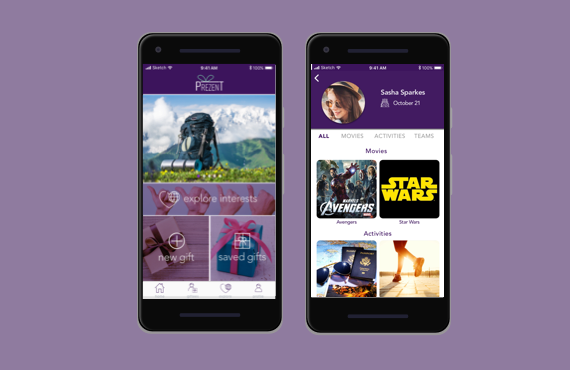 Sketch
9:41 AM
100%
PREZENT
explore interests
new gift
saved gifts
Sketch
9:41 AM
100%
Sasha Sparkes
October 21
ALL MOVIES ACTIVITIES TEAMS
Movies
MARVEL
AVENGERS
STAR
WARS
Avengers Star Wars
Activities